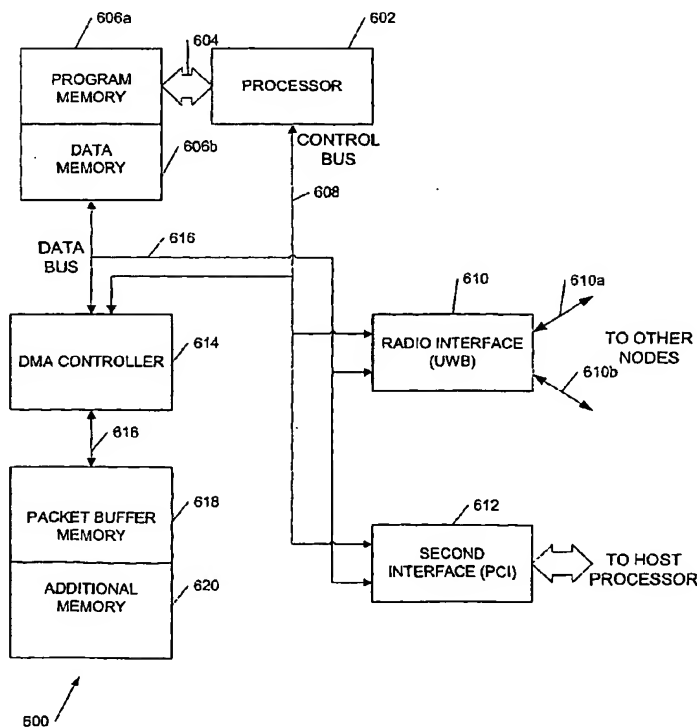 606a
604
602
PROGRAM
MEMORY
PROCESSOR
DATA
MEMORY
606b
CONTROL
BUS
608
DATA
BUS
616
610
610a
DMA CONTROLLER
614
RADIO INTERFACE
(UWB)
TO OTHER
NODES
610b
616
618
PACKET BUFFER
MEMORY
612
SECOND
INTERFACE (PCI)
TO HOST
PROCESSOR
ADDITIONAL
MEMORY
620
600